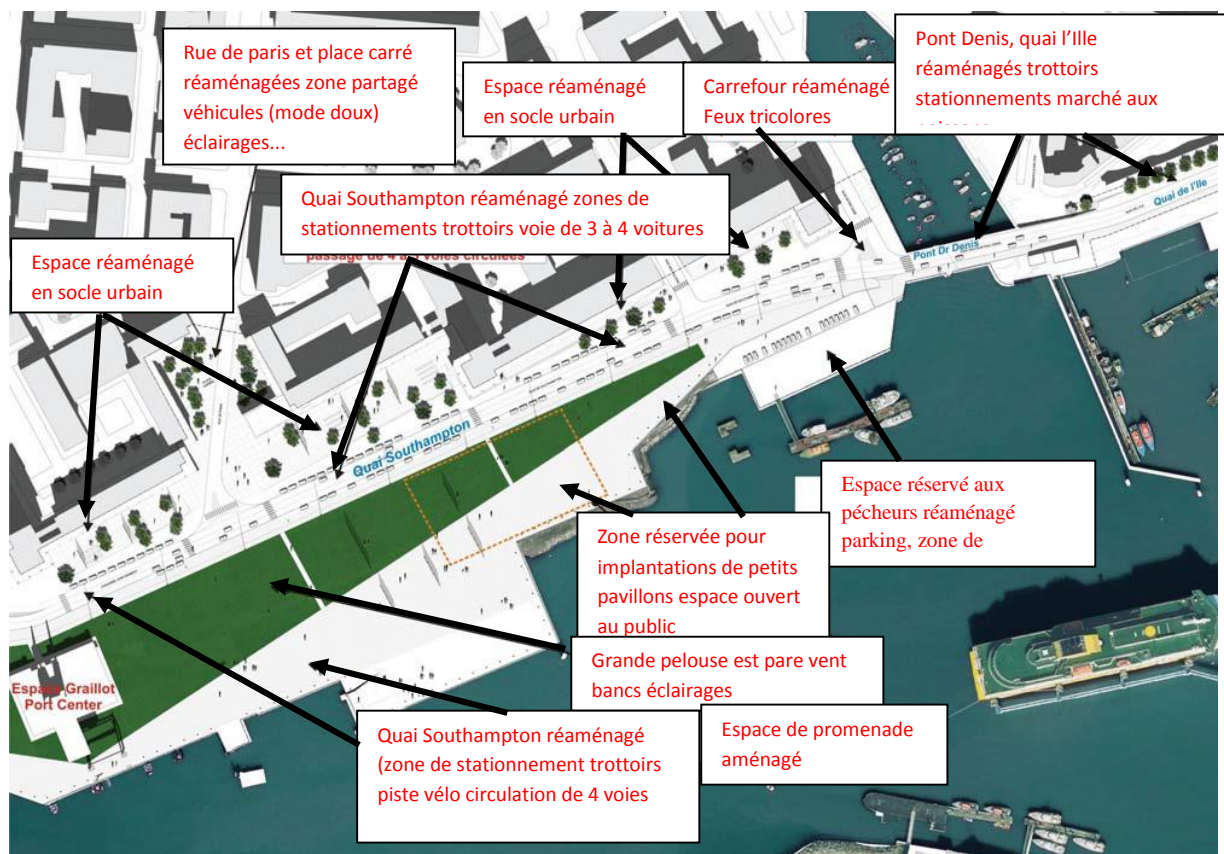 Rue de paris et place carré
réaménagées zone partagé
véhicules (mode doux)
éclairages...
Espace réaménagé
en socle urbain
Carrefour réaménagé
Feux tricolores
Pont Denis, quai l'Ille
réaménagés trottoirs
stationnements marché aux
Quai Southampton réaménagé zones de
stationnements trottoirs voie de 3 à 4 voitures
Espace réaménagé
en socle urbain
Quai de l'Ile
Pont Dr Denis
Quai Southampton
Espace réservé aux
pécheurs réaménagé
parking, zone de
Zone réservée pour
implantations de petits
pavillons espace ouvert
au public
Grande pelouse est pare vent
bancs éclairages
Espace Graillot
Port Center
Espace de promenade
aménagé
Quai Southampton réaménagé
(zone de stationnement trottoirs
piste vélo circulation de 4 voies